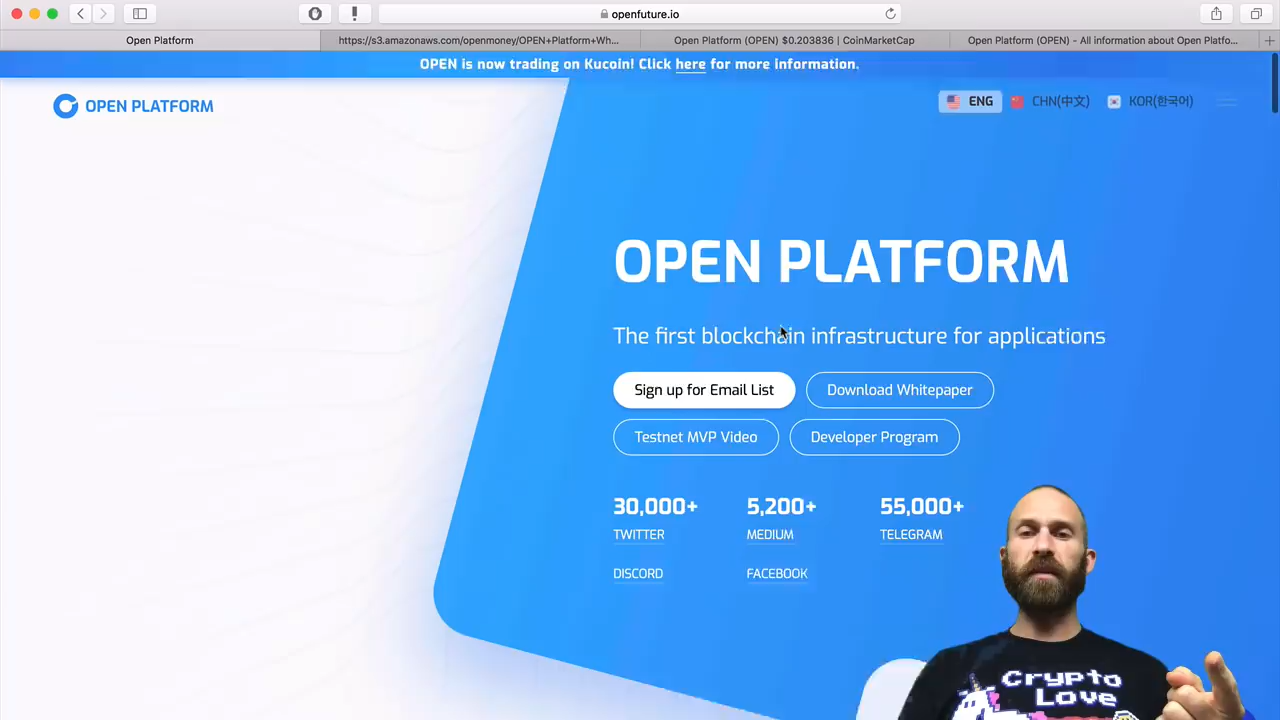 openfuture.io
Open Platform
https://s3.amazonaws.com/openmoney/OPEN+Platform+Wh...
Open Platform (OPEN) $0.203836 | CoinMarketCap
Open Platform (OPEN) - All information about Open Platfo...
OPEN is now trading on Kucoin! Click here for more information.
OPEN PLATFORM
ENG
CHN(中文)
KOR(한국어)
OPEN PLATFORM
The first blockchain infrastructure for applications
Sign up for Email List
Download Whitepaper
Testnet MVP Video
Developer Program
30,000+
5,200+
55,000+
TWITTER
MEDIUM
TELEGRAM
DISCORD
FACEBOOK
Crypto
Love